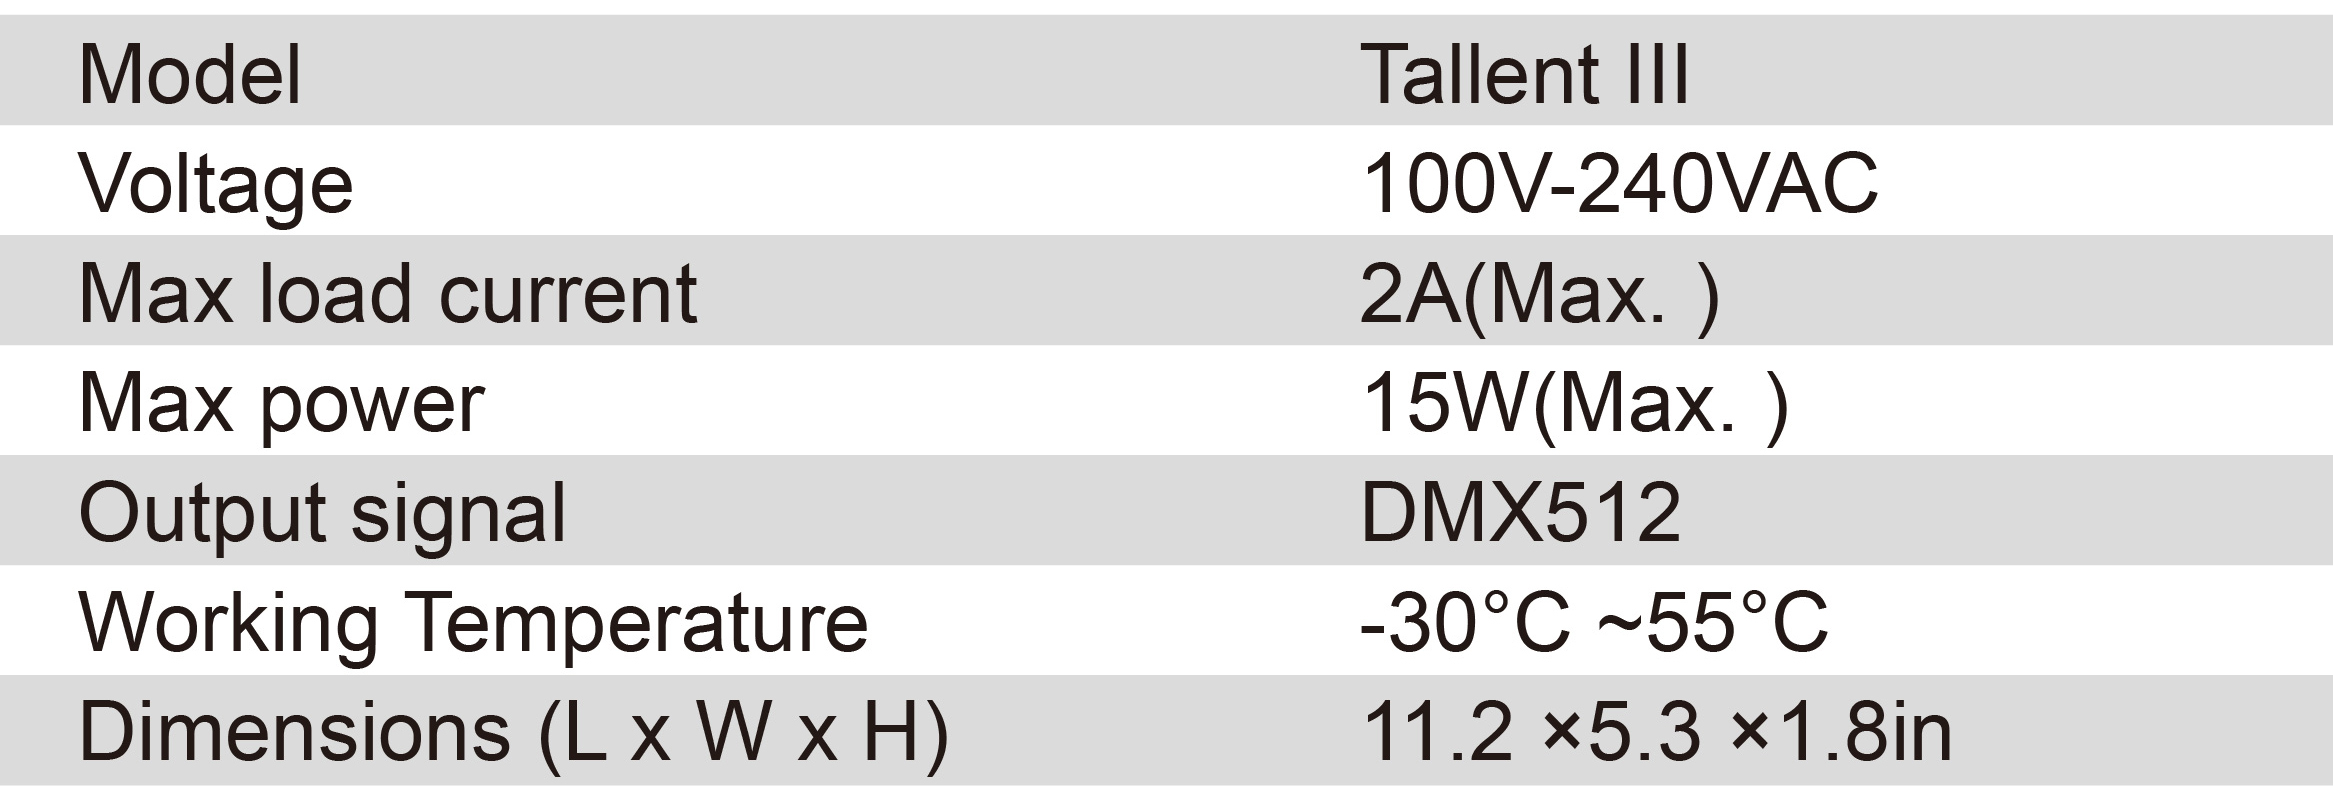 Model Tallent III
Voltage 100V-240VAC
Max load current 2A(Max. )
Max power 15W(Max. )
Output signal DMX512
Working Temperature -30°C ~55°C
Dimensions (L x W x H) 11.2 ×5.3 ×1.8in